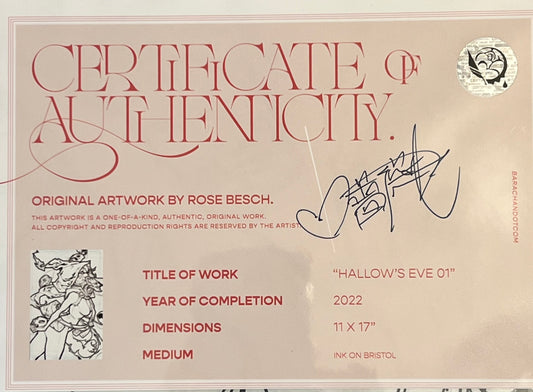 CERTIFICATE OF
AUTHENTICITY.
ORIGINAL ARTWORK BY ROSE BESCH.
THIS ARTWORK IS A ONE-OF-A-KIND, AUTHENTIC, ORIGINAL WORK.
ALL COPYRIGHT AND REPRODUCTION RIGHTS ARE RESERVED BY THE ARTIST
BARACHANDOTCOM
TITLE OF WORK "HALLOW'S EVE 01"
YEAR OF COMPLETION 2022
DIMENSIONS 11 X 17"
MEDIUM INK ON BRISTOL